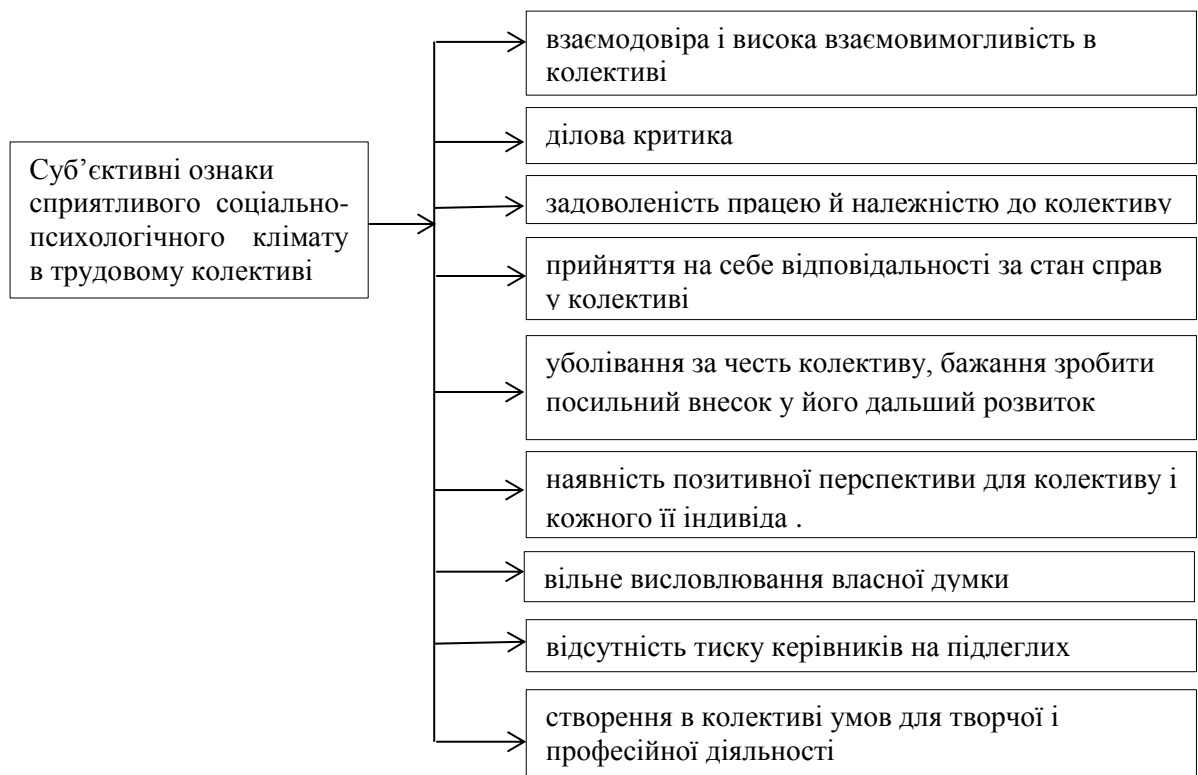 Суб’єктивні ознаки
сприятливого соціально-
психологічного клімату
в трудовому колективі
взаємодовіра і висока взаємовимогливість в
колективі
ділова критика
задоволеність працею й належністю до колективу
прийняття на себе відповідальності за стан справ
у колективі
уболівання за честь колективу, бажання зробити
посильний внесок у його дальший розвиток
наявність позитивної перспективи для колективу і
кожного її індивіда .
вільне висловлювання власної думки
відсутність тиску керівників на підлеглих
створення в колективі умов для творчої і
професійної діяльності